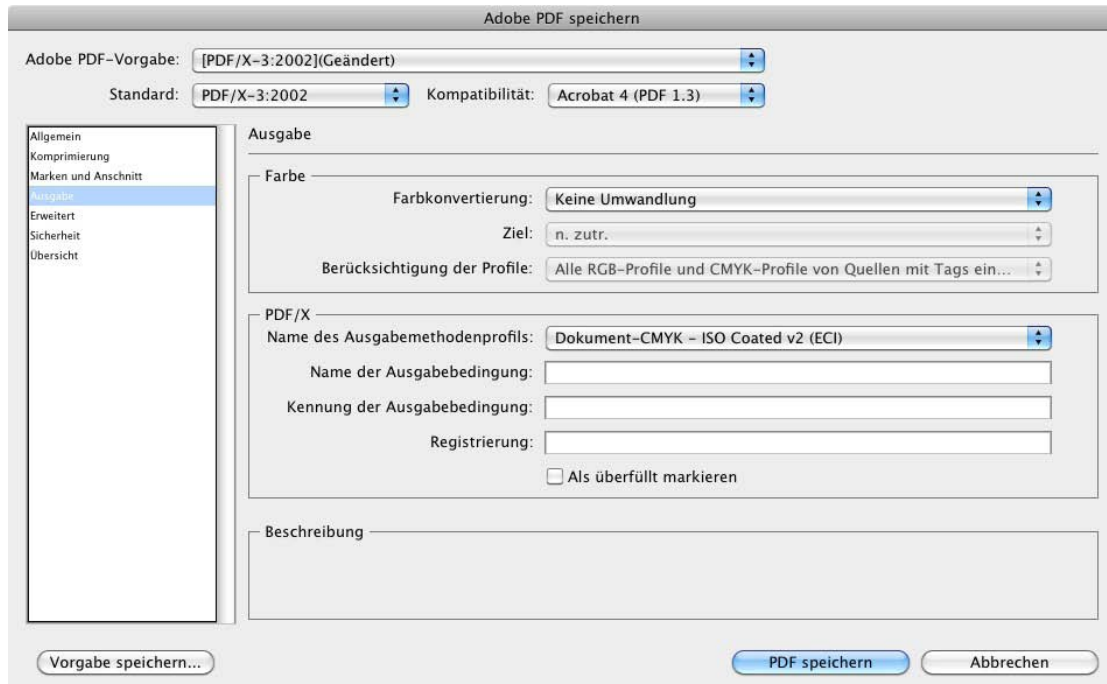 Adobe PDF speichern
Adobe PDF-Vorgabe: [PDF/X-3:2002](Geändert)
Standard: PDF/X-3:2002 Kompatibilität: Acrobat 4 (PDF 1.3)
Allgemein
Komprimierung
Marken und Anschnitt
Ausgabe
Erweitert
Sicherheit
Übersicht
Ausgabe
Farbe
Farbkonvertierung: Keine Umwandlung
Ziel: n. zutr.
Berücksichtigung der Profile: Alle RGB-Profile und CMYK-Profile von Quellen mit Tags ein...
PDF/X
Name des Ausgabemethodenprofils: Dokument-CMYK – ISO Coated v2 (ECI)
Name der Ausgabebedingung:
Kennung der Ausgabebedingung:
Registrierung:
Als überfüllt markieren
Beschreibung
Vorgabe speichern... PDF speichern Abbrechen